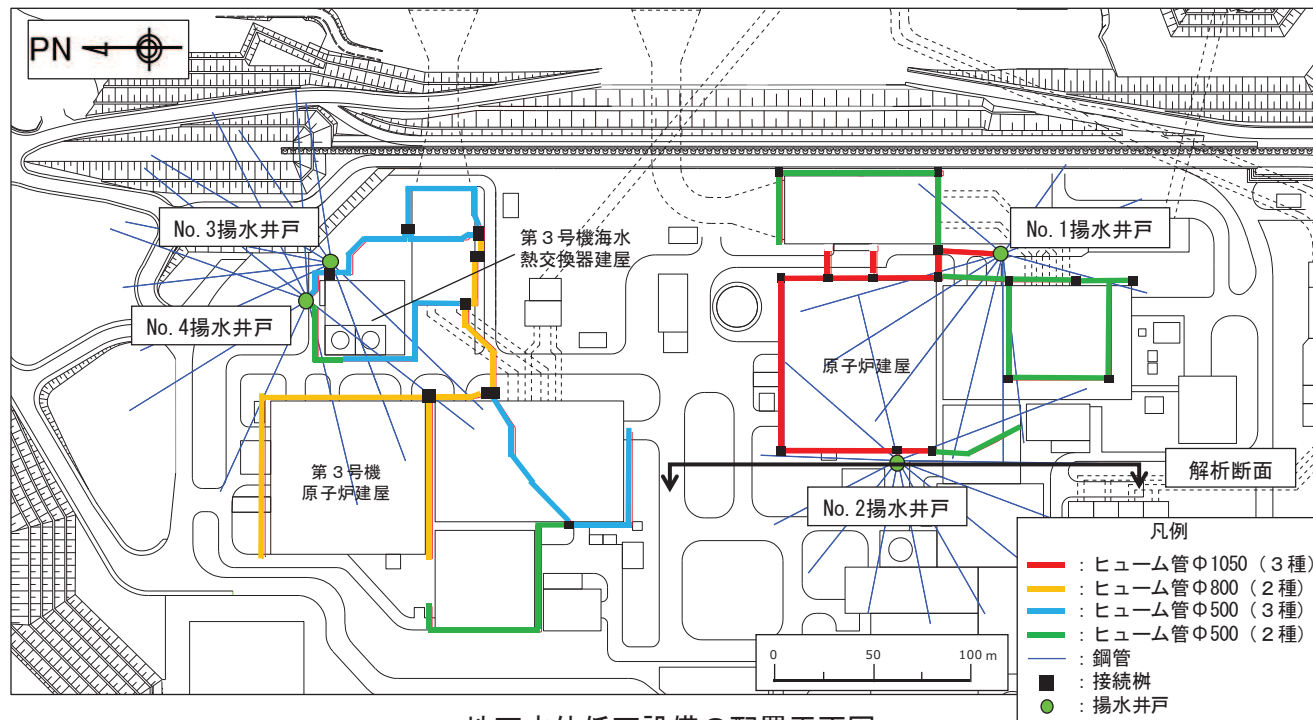 PN
No.3揚水井戸
第3号機海水
熱交換器建屋
No.1揚水井戸
No.4揚水井戸
原子炉建屋
第3号機
原子炉建屋
解析断面
No.2揚水井戸
凡例
:ヒューム管Φ1050(3種)
:ヒューム管Φ800(2種)
:ヒューム管Φ500(3種)
:ヒューム管Φ500(2種)
:鋼管
:接続桝
:揚水井戸
0 50 100 m